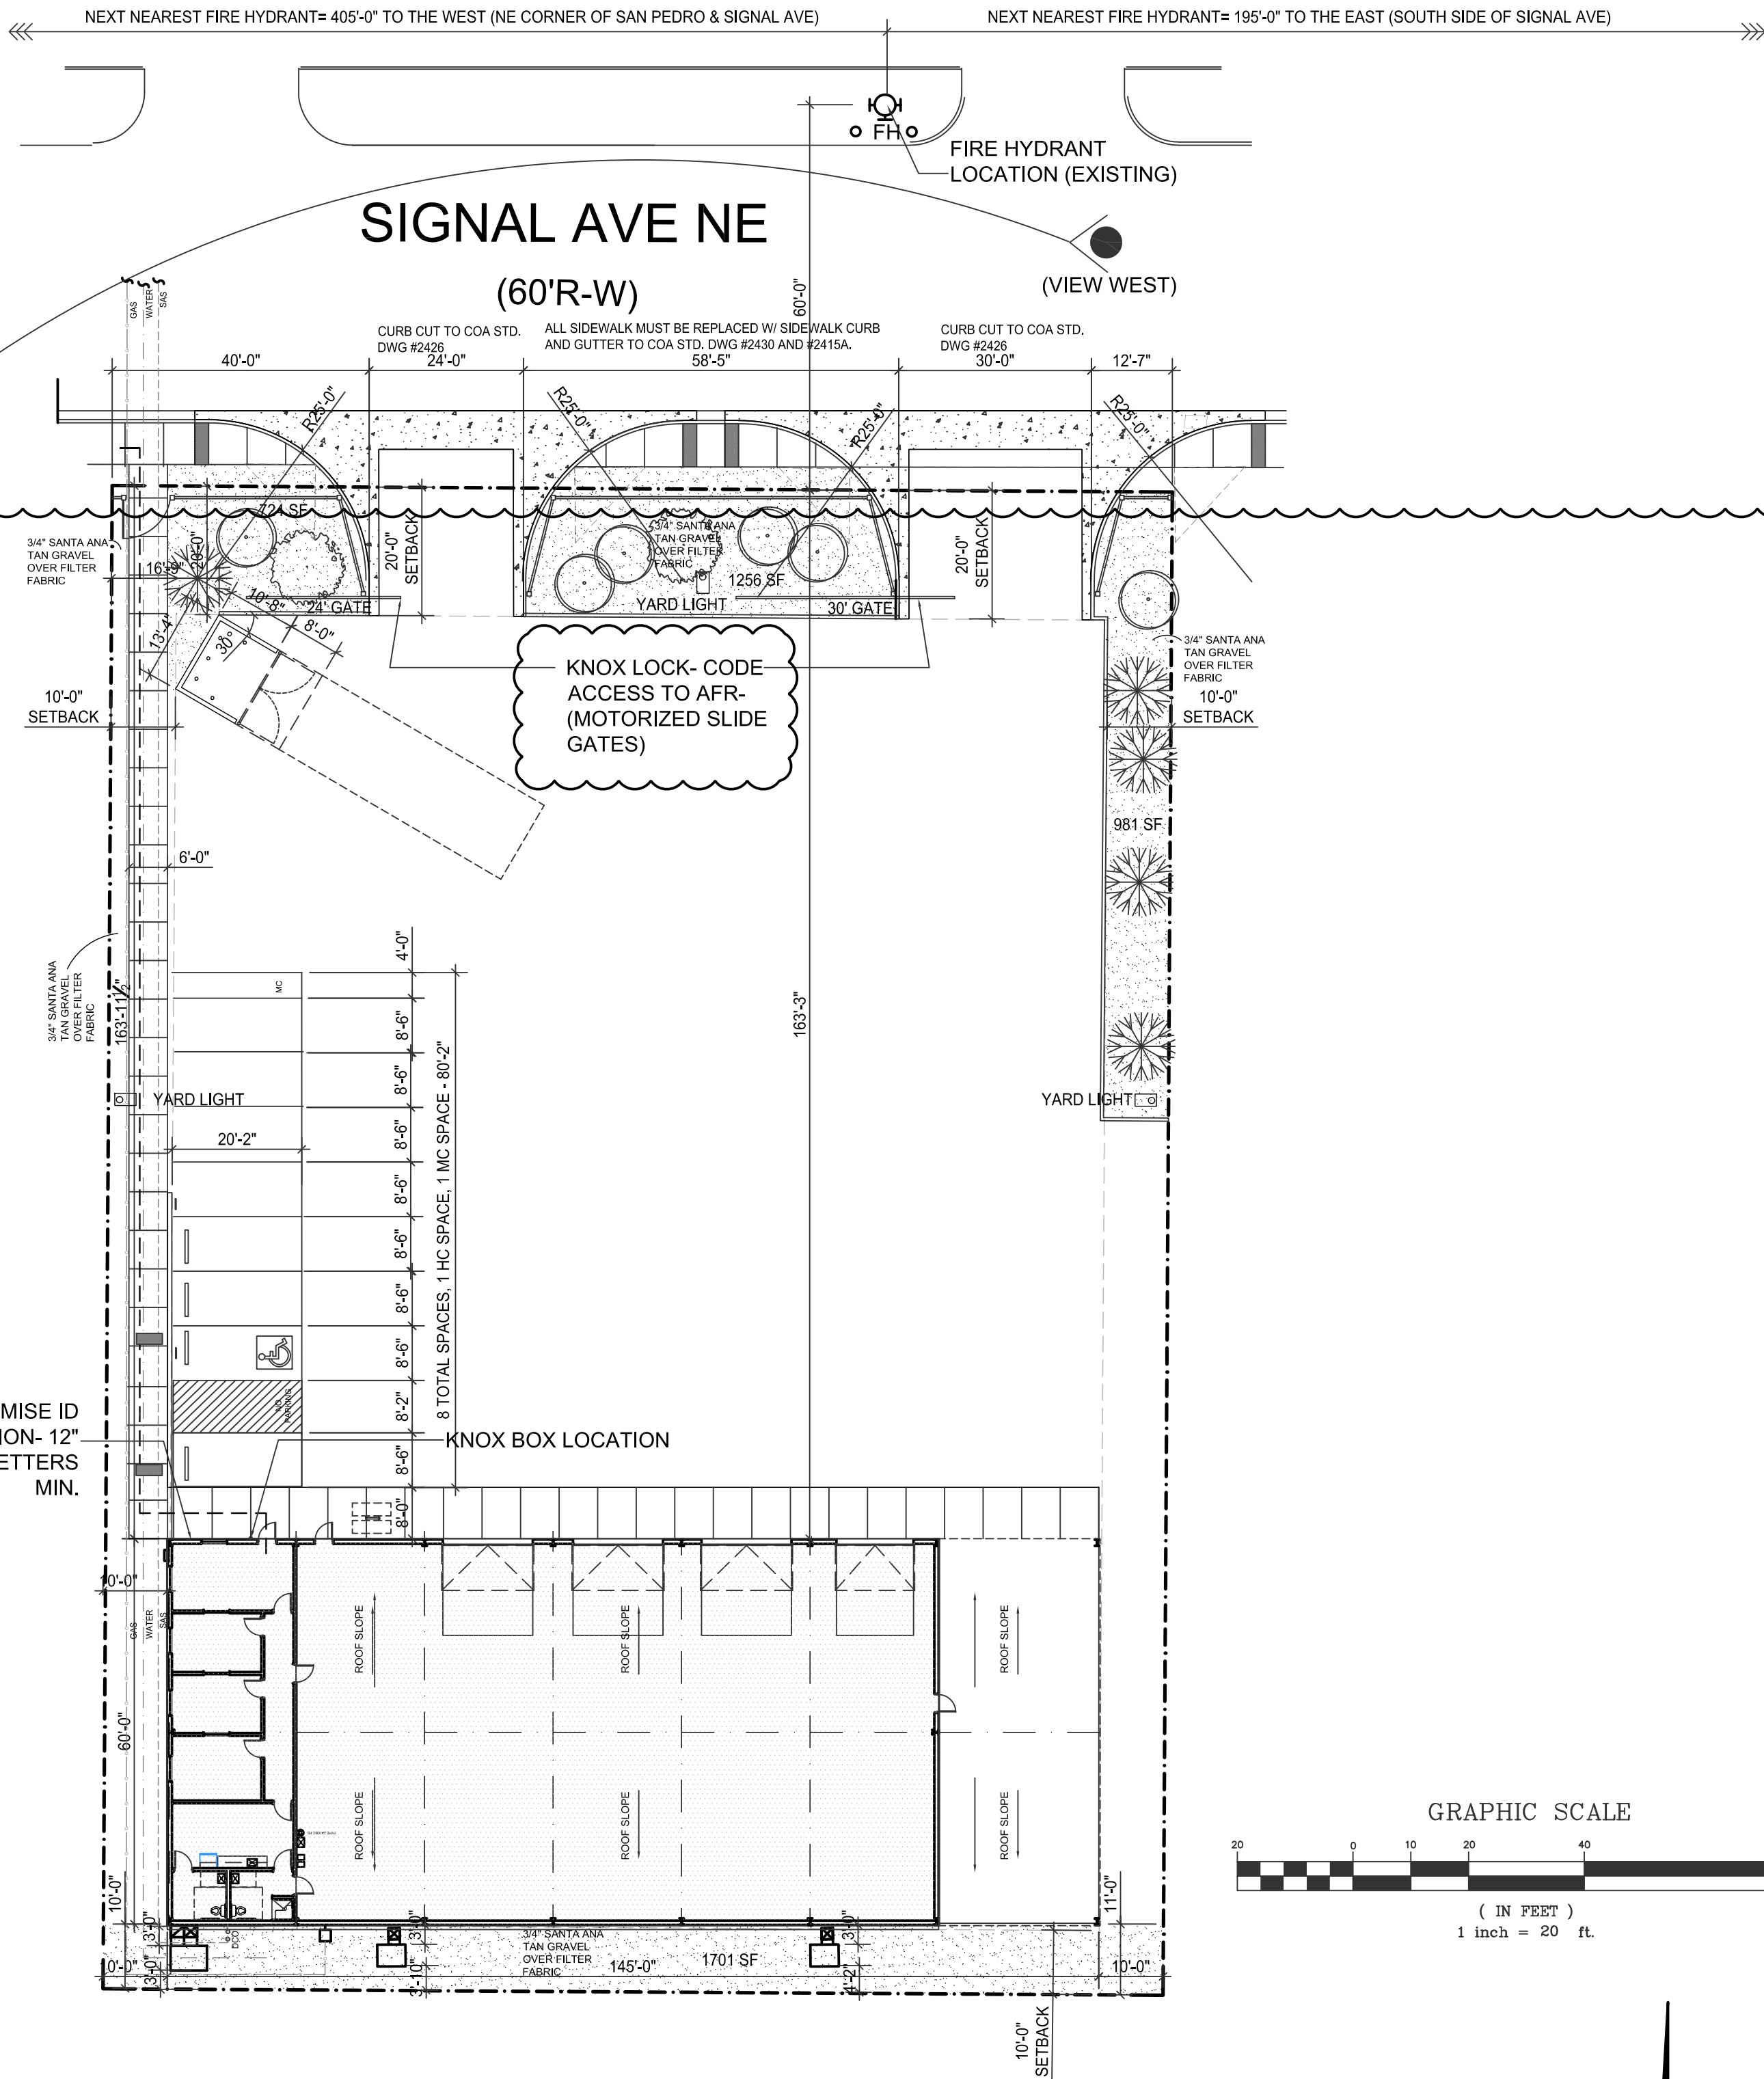 NEXT NEAREST FIRE HYDRANT= 405'-0" TO THE WEST (NE CORNER OF SAN PEDRO & SIGNAL AVE)
NEXT NEAREST FIRE HYDRANT= 195'-0" TO THE EAST (SOUTH SIDE OF SIGNAL AVE)
FH
FIRE HYDRANT
LOCATION (EXISTING)
SIGNAL AVE NE
(60'R-W)
(VIEW WEST)
60'-0"
GAS
WATER
SAS
CURB CUT TO COA STD.
DWG #2426
ALL SIDEWALK MUST BE REPLACED W/ SIDEWALK CURB
AND GUTTER TO COA STD. DWG #2430 AND #2415A.
CURB CUT TO COA STD.
DWG #2426
40'-0"
24'-0"
58'-5"
30'-0"
12'-7"
R25'-0"
R25'-0"
R25'-0"
R25'-0"
721 SF
3/4" SANTA ANA
TAN GRAVEL
OVER FILTER
FABRIC
16'-9"
20'-0"
20'-0"
SETBACK
3/4" SANTA ANA
TAN GRAVEL
OVER FILTER
FABRIC
1256 SF
YARD LIGHT
20'-0"
SETBACK
24' GATE
30' GATE
10'-8"
8'-0"
13'-4"
30°
KNOX LOCK- CODE
ACCESS TO AFR-
(MOTORIZED SLIDE
GATES)
3/4" SANTA ANA
TAN GRAVEL
OVER FILTER
FABRIC
10'-0"
SETBACK
10'-0"
SETBACK
981 SF
6'-0"
3/4" SANTA ANA
TAN GRAVEL
OVER FILTER
FABRIC
163'-11 1/2"
MC
4'-0"
8'-6"
8'-6"
8'-6"
8'-6"
8'-6"
8'-6"
8'-6"
8'-2"
8'-6"
8'-0"
8 TOTAL SPACES, 1 HC SPACE, 1 MC SPACE - 80'-2"
163'-3"
YARD LIGHT
YARD LIGHT
20'-2"
NO
PARKING
MISE ID
ION- 12"
ETTERS
MIN.
KNOX BOX LOCATION
10'-0"
GAS
WATER
SAS
ROOF SLOPE
ROOF SLOPE
ROOF SLOPE
60'-0"
ROOF SLOPE
ROOF SLOPE
ROOF SLOPE
10'-0"
11'-0"
3'-0"
DCO
3'-0"
3'-0"
3/4" SANTA ANA
TAN GRAVEL
OVER FILTER
FABRIC
1701 SF
10'-0"
3'-0"
3'-10"
145'-0"
4'-2"
10'-0"
10'-0"
SETBACK
GRAPHIC SCALE
20 0 10 20 40
( IN FEET )
1 inch = 20 ft.